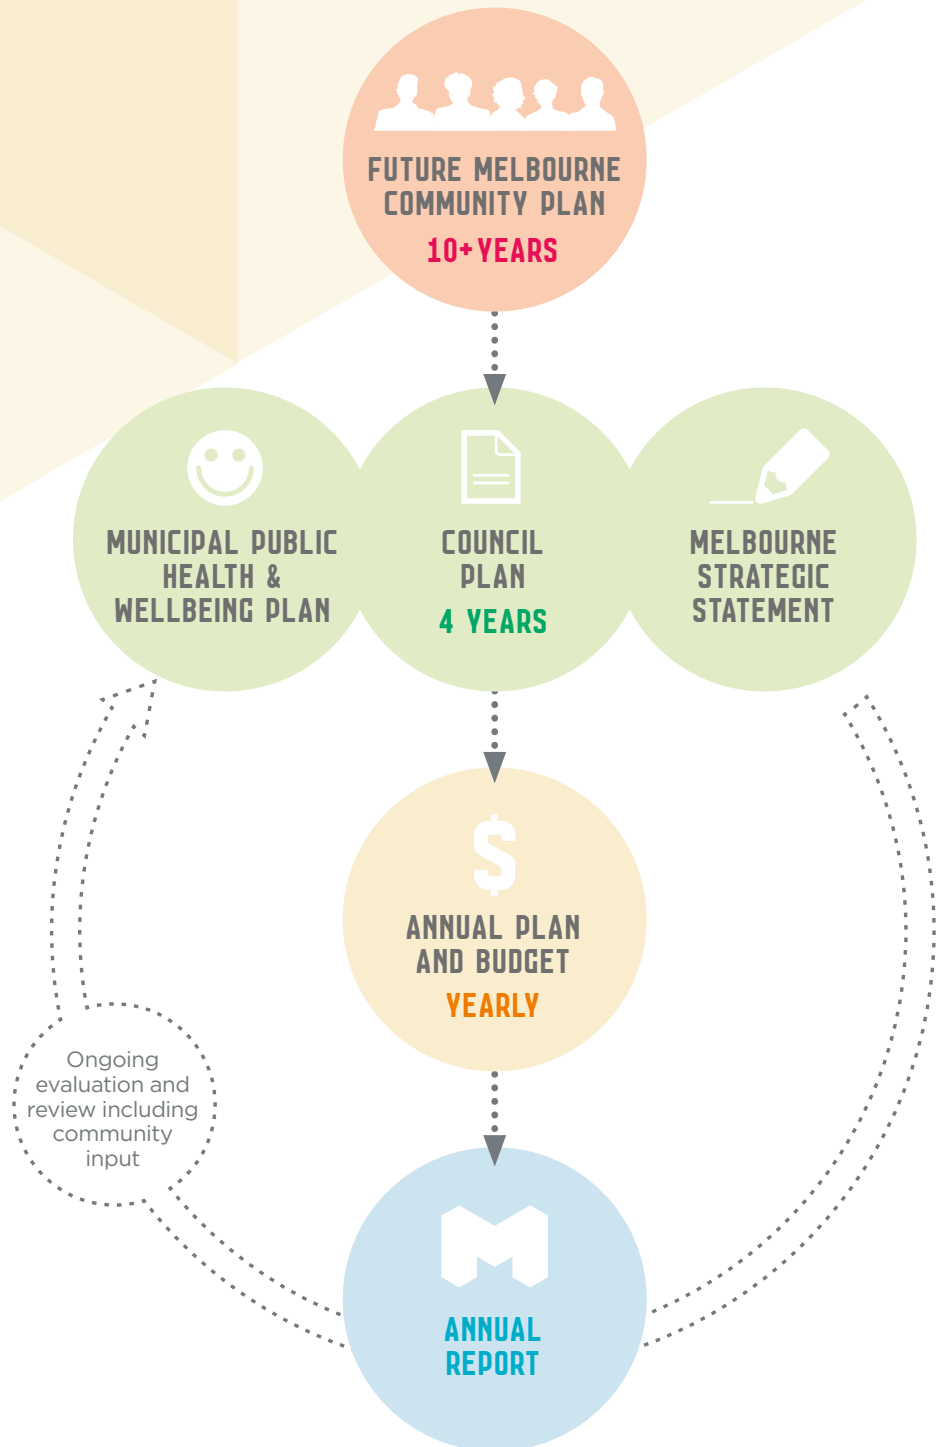 FUTURE MELBOURNE
COMMUNITY PLAN
10+ YEARS
MUNICIPAL PUBLIC
HEALTH &
WELLBEING PLAN
COUNCIL
PLAN
4 YEARS
MELBOURNE
STRATEGIC
STATEMENT
$
ANNUAL PLAN
AND BUDGET
YEARLY
Ongoing
evaluation and
review including
community
input
M
ANNUAL
REPORT